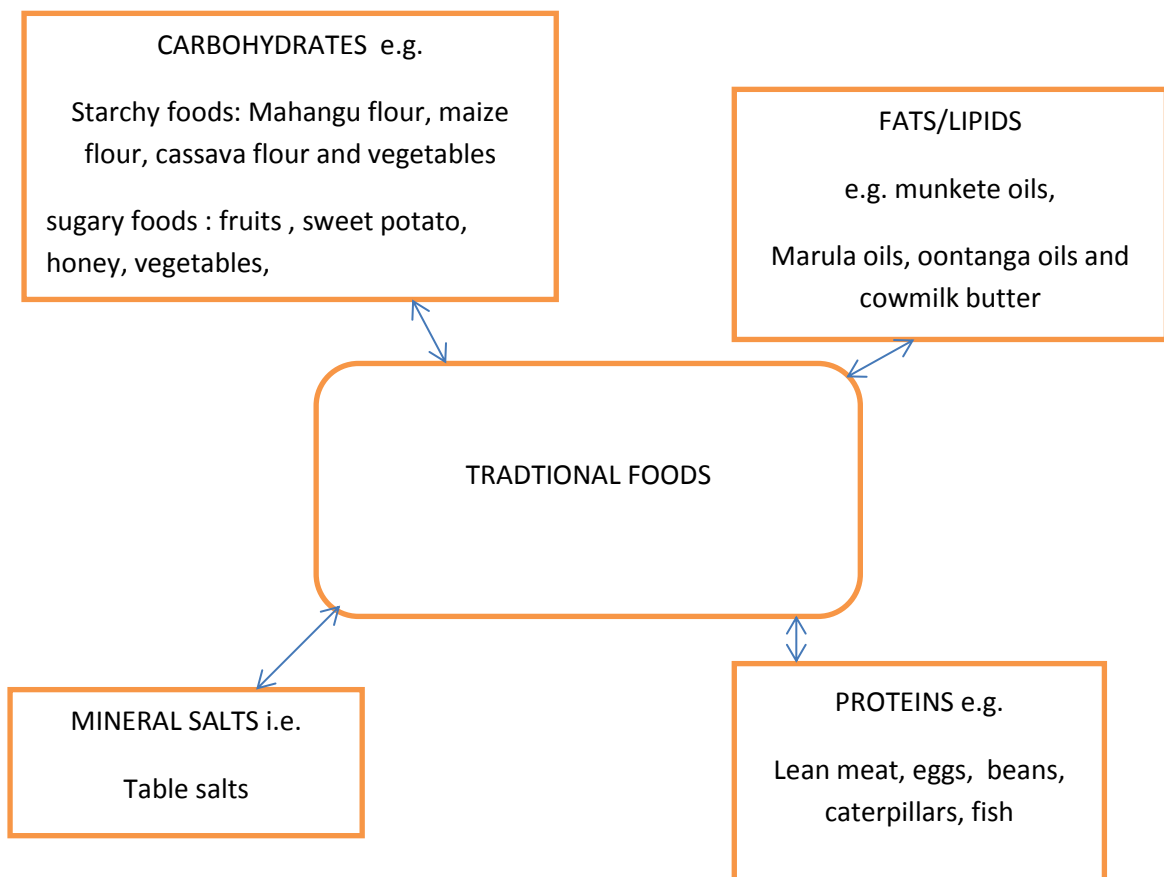 CARBOHYDRATES e.g.
Starchy foods: Mahangu flour, maize
flour, cassava flour and vegetables
sugary foods : fruits , sweet potato,
honey, vegetables,
FATS/LIPIDS
e.g. munkete oils,
Marula oils, oontanga oils and
cowmilk butter
TRADTIONAL FOODS
MINERAL SALTS i.e.
Table salts
PROTEINS e.g.
Lean meat, eggs, beans,
caterpillars, fish